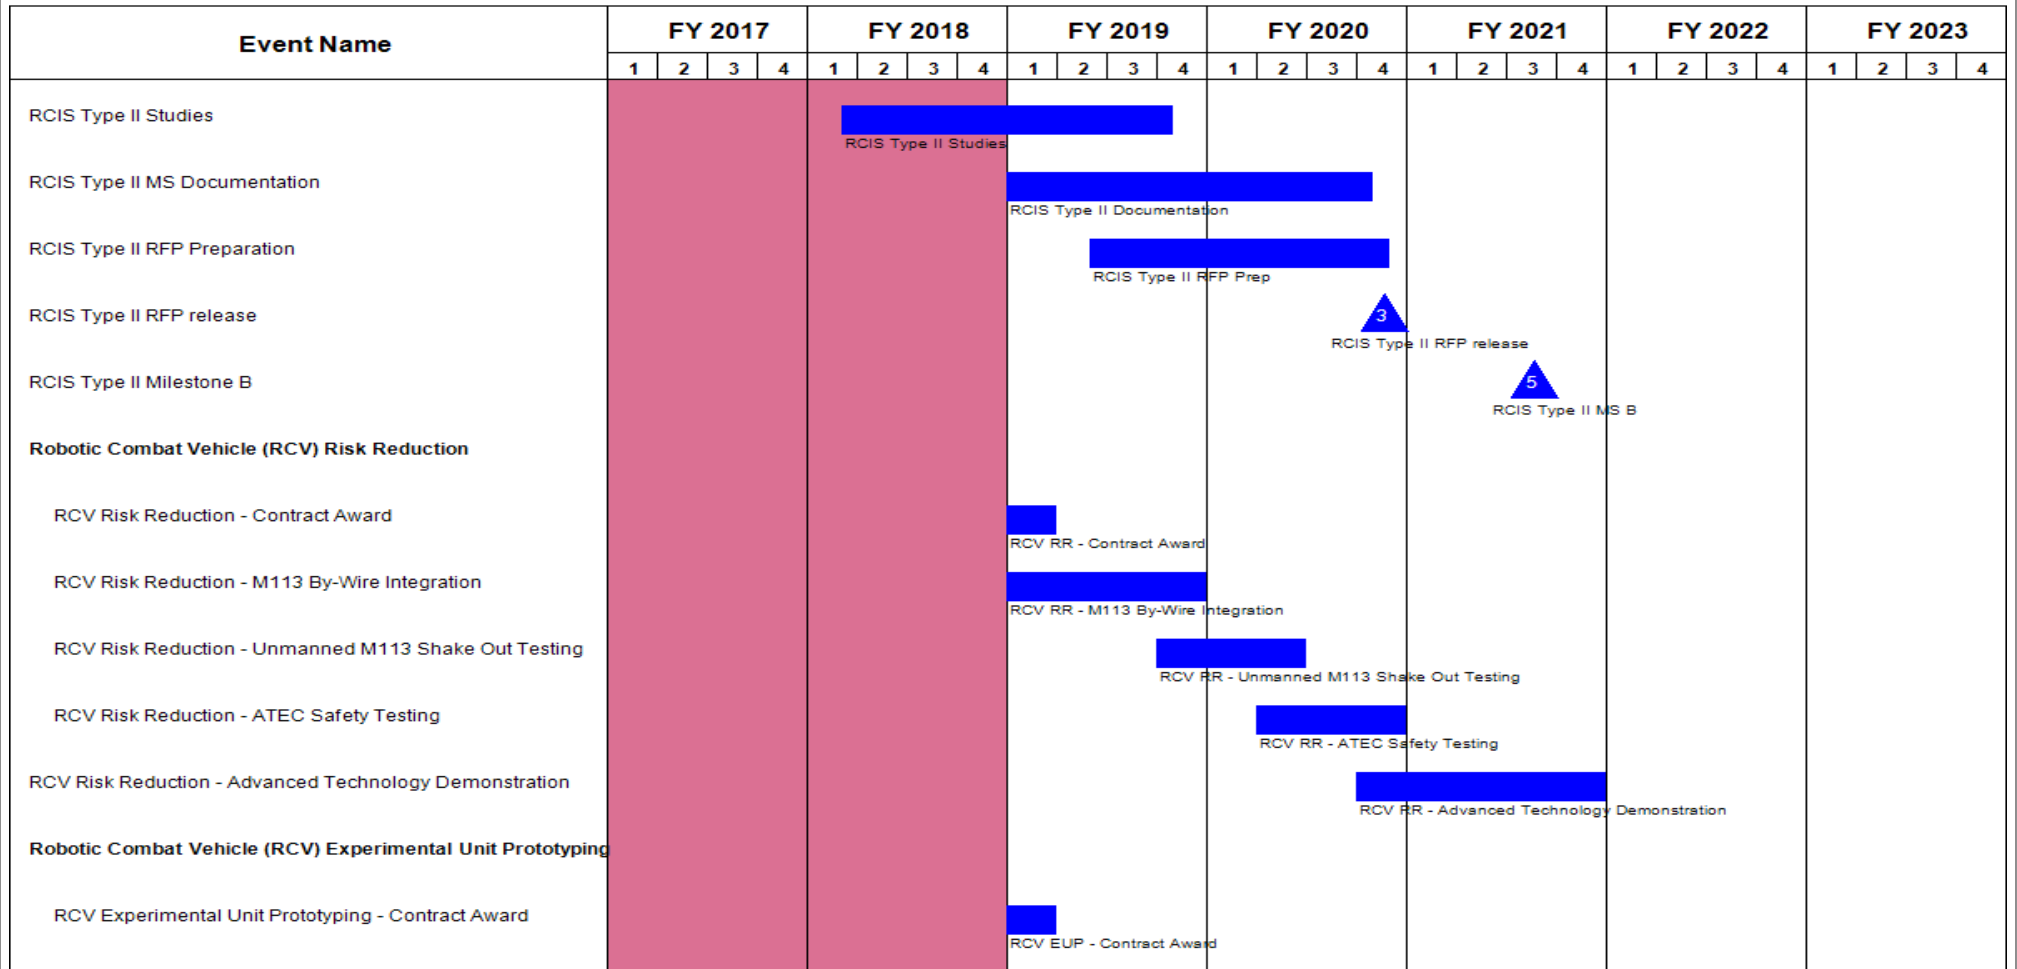 Event Name
FY 2017 FY 2018 FY 2019 FY 2020 FY 2021 FY 2022 FY 2023
1 2 3 4 1 2 3 4 1 2 3 4 1 2 3 4 1 2 3 4 1 2 3 4 1 2 3 4
RCIS Type II Studies
RCIS Type II Studies
RCIS Type II MS Documentation
RCIS Type II Documentation
RCIS Type II RFP Preparation
RCIS Type II RFP Prep
RCIS Type II RFP release
3
RCIS Type II RFP release
RCIS Type II Milestone B
5
RCIS Type II MS B
Robotic Combat Vehicle (RCV) Risk Reduction
RCV Risk Reduction - Contract Award
RCV RR - Contract Award
RCV Risk Reduction - M113 By-Wire Integration
RCV RR - M113 By-Wire Integration
RCV Risk Reduction - Unmanned M113 Shake Out Testing
RCV RR - Unmanned M113 Shake Out Testing
RCV Risk Reduction - ATEC Safety Testing
RCV RR - ATEC Safety Testing
RCV Risk Reduction - Advanced Technology Demonstration
RCV RR - Advanced Technology Demonstration
Robotic Combat Vehicle (RCV) Experimental Unit Prototyping
RCV Experimental Unit Prototyping - Contract Award
RCV EUP - Contract Award